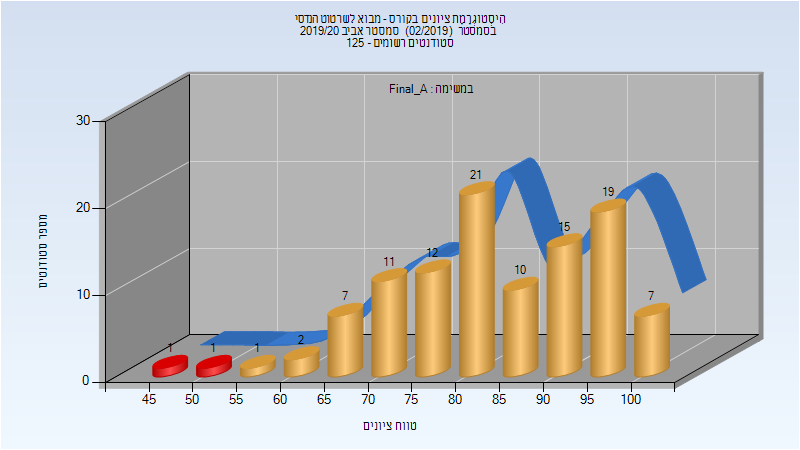 היסטוגרמת ציונים בקורס - מבוא לשרטוט הנדסי
בסמסטר (02/2019) סמסטר אביב 2019/20
סטודנטים רשומים - 125
במשימה : Final_A
מספר סטודנטים
30
20
10
0
1
1
1
2
7
11
12
21
10
15
19
7
45 50 55 60 65 70 75 80 85 90 95 100
טווח ציונים